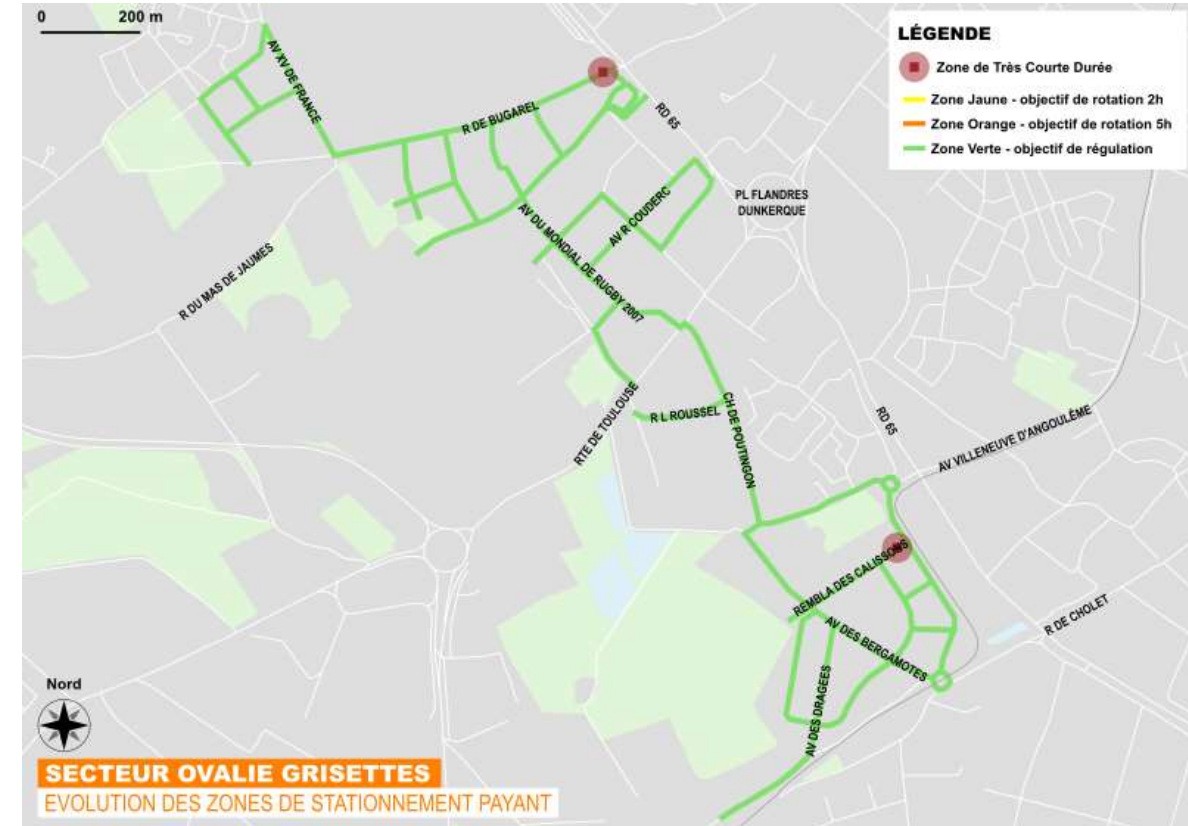 0 200 m
LÉGENDE
Zone de Très Courte Durée
Zone Jaune - objectif de rotation 2h
Zone Orange - objectif de rotation 5h
Zone Verte - objectif de régulation
AV XV DE FRANCE
R DE BUGAREL
RD 65
PL FLANDRES
DUNKERQUE
AV R COUDERC
AV DU MONDIAL DE RUGBY 2007
R DU MAS DE JAUMES
RTE DE TOULOUSE
R L ROUSSEL
CH DE POUTINGON
RD 65
AV VILLENEUVE D'ANGOULÈME
REMBLA DES CALISSONS
AV DES BERGAMOTES
R DE CHOLET
AV DES DRAGEES
Nord
SECTEUR OVALIE GRISETTES
EVOLUTION DES ZONES DE STATIONNEMENT PAYANT